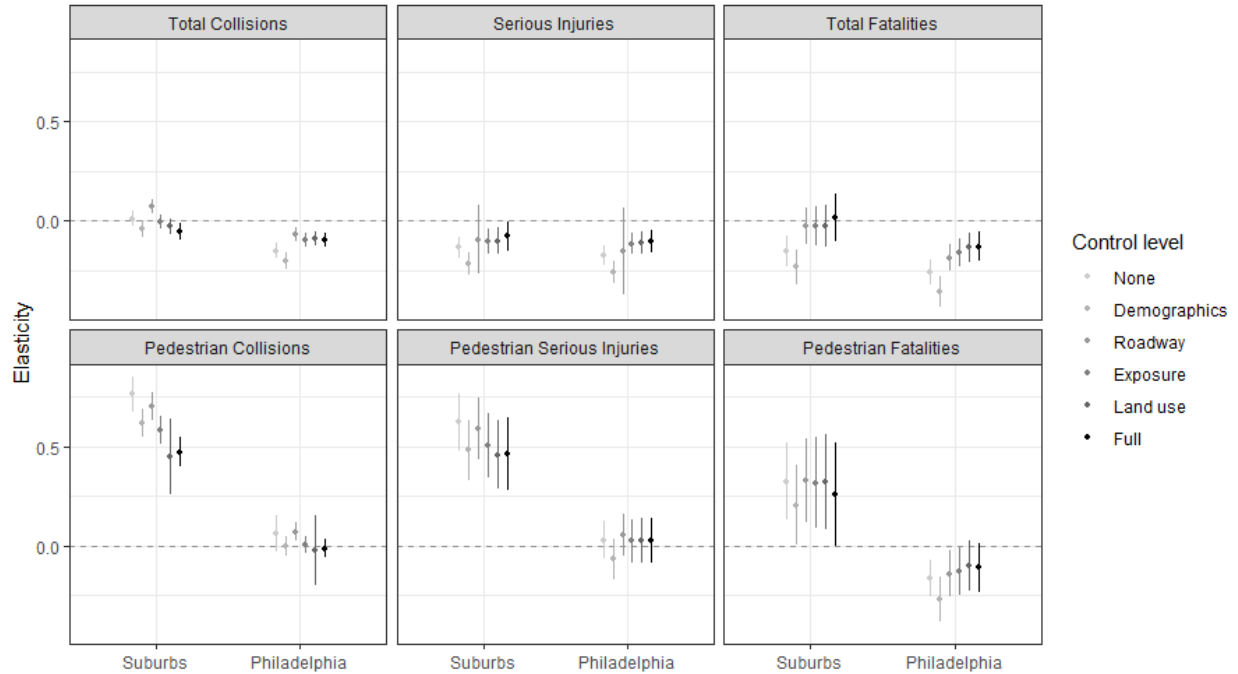 Total Collisions
Serious Injuries
Total Fatalities
0.5
0.0
Pedestrian Collisions
Pedestrian Serious Injuries
Pedestrian Fatalities
0.5
0.0
Elasticity
Suburbs
Philadelphia
Suburbs
Philadelphia
Suburbs
Philadelphia
Control level
None
Demographics
Roadway
Exposure
Land use
Full